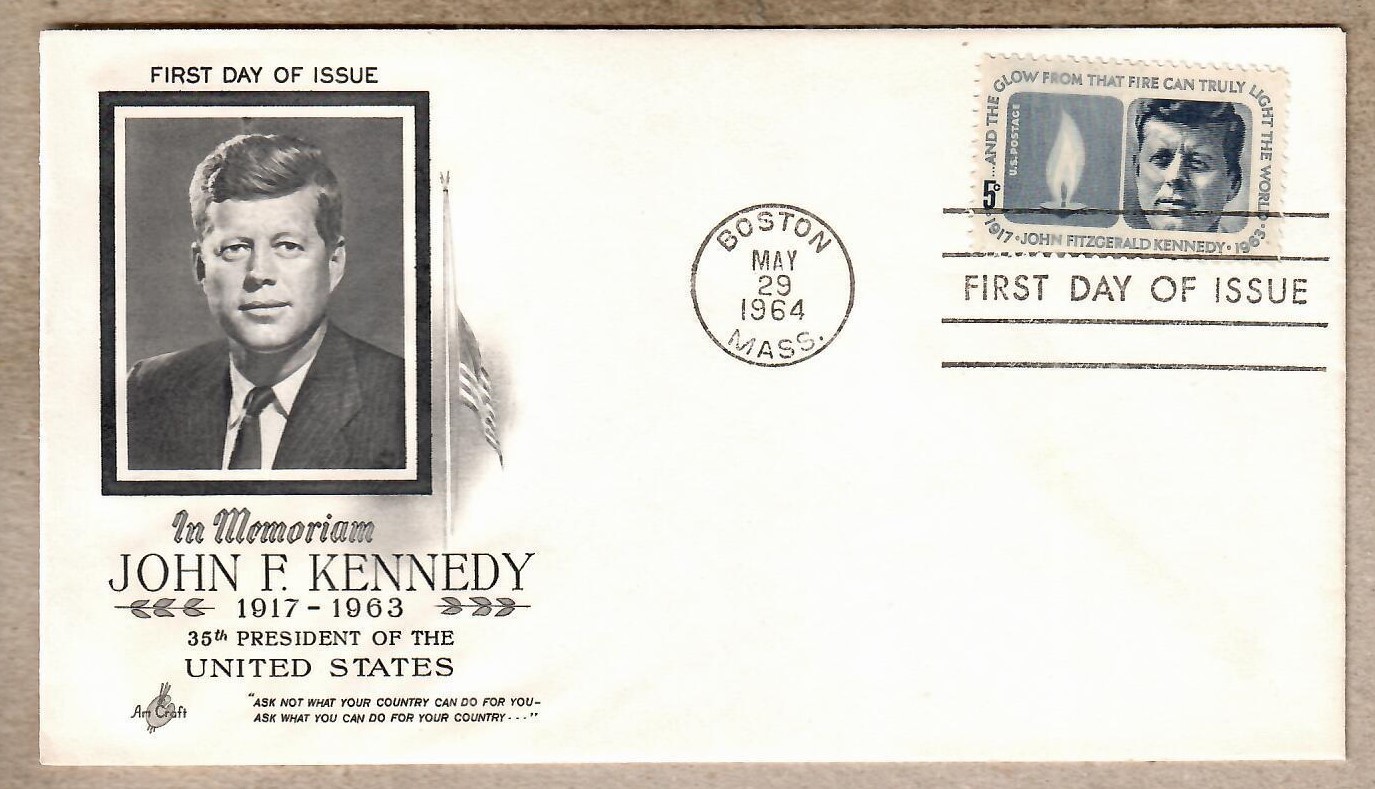 FIRST DAY OF ISSUE
In Memoriam
JOHN F. KENNEDY
1917 - 1963
35th PRESIDENT OF THE
UNITED STATES
Art Craft
"ASK NOT WHAT YOUR COUNTRY CAN DO FOR YOU–
ASK WHAT YOU CAN DO FOR YOUR COUNTRY - - - "
BOSTON
MAY
29
1964
MASS.
...AND THE GLOW FROM THAT FIRE CAN TRULY LIGHT THE WORLD
U.S. POSTAGE
5c
1917 · JOHN FITZGERALD KENNEDY · 1963
FIRST DAY OF ISSUE